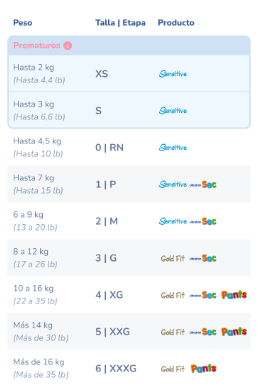 Peso Talla | Etapa Producto
Prematuros
Hasta 2 kg
(Hasta 4,4 lb)
XS Sensitive
Hasta 3 kg
(Hasta 6,6 lb)
S Sensitive
Hasta 4,5 kg
(Hasta 10 lb)
0 | RN Sensitive
Hasta 7 kg
(Hasta 15 lb)
1 | P Sensitive Sec
6 a 9 kg
(13 a 20 lb)
2 | M Sensitive Sec
8 a 12 kg
(17 a 26 lb)
3 | G Gold Fit Sec
10 a 16 kg
(22 a 35 lb)
4 | XG Gold Fit Sec Pants
Más 14 kg
(Más de 30 lb)
5 | XXG Gold Fit Sec Pants
Más de 16 kg
(Más de 35 lb)
6 | XXXG Gold Fit Pants